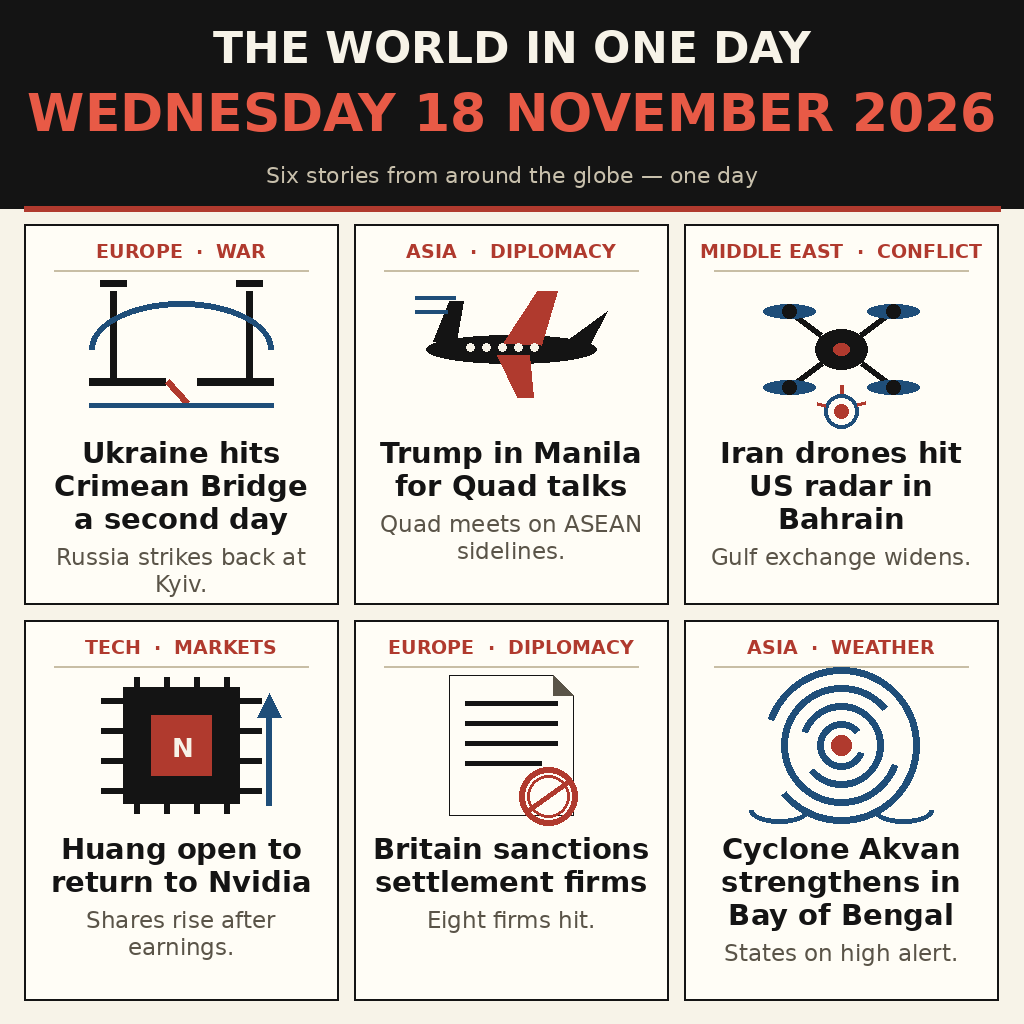 THE WORLD IN ONE DAY
WEDNESDAY 18 NOVEMBER 2026
Six stories from around the globe — one day
EUROPE · WAR
Ukraine hits
Crimean Bridge
a second day
Russia strikes back at
Kyiv.
ASIA · DIPLOMACY
Trump in Manila
for Quad talks
Quad meets on ASEAN
sidelines.
MIDDLE EAST · CONFLICT
Iran drones hit
US radar in
Bahrain
Gulf exchange widens.
TECH · MARKETS
N
Huang open to
return to Nvidia
Shares rise after
earnings.
EUROPE · DIPLOMACY
Britain sanctions
settlement firms
Eight firms hit.
ASIA · WEATHER
Cyclone Akvan
strengthens in
Bay of Bengal
States on high alert.